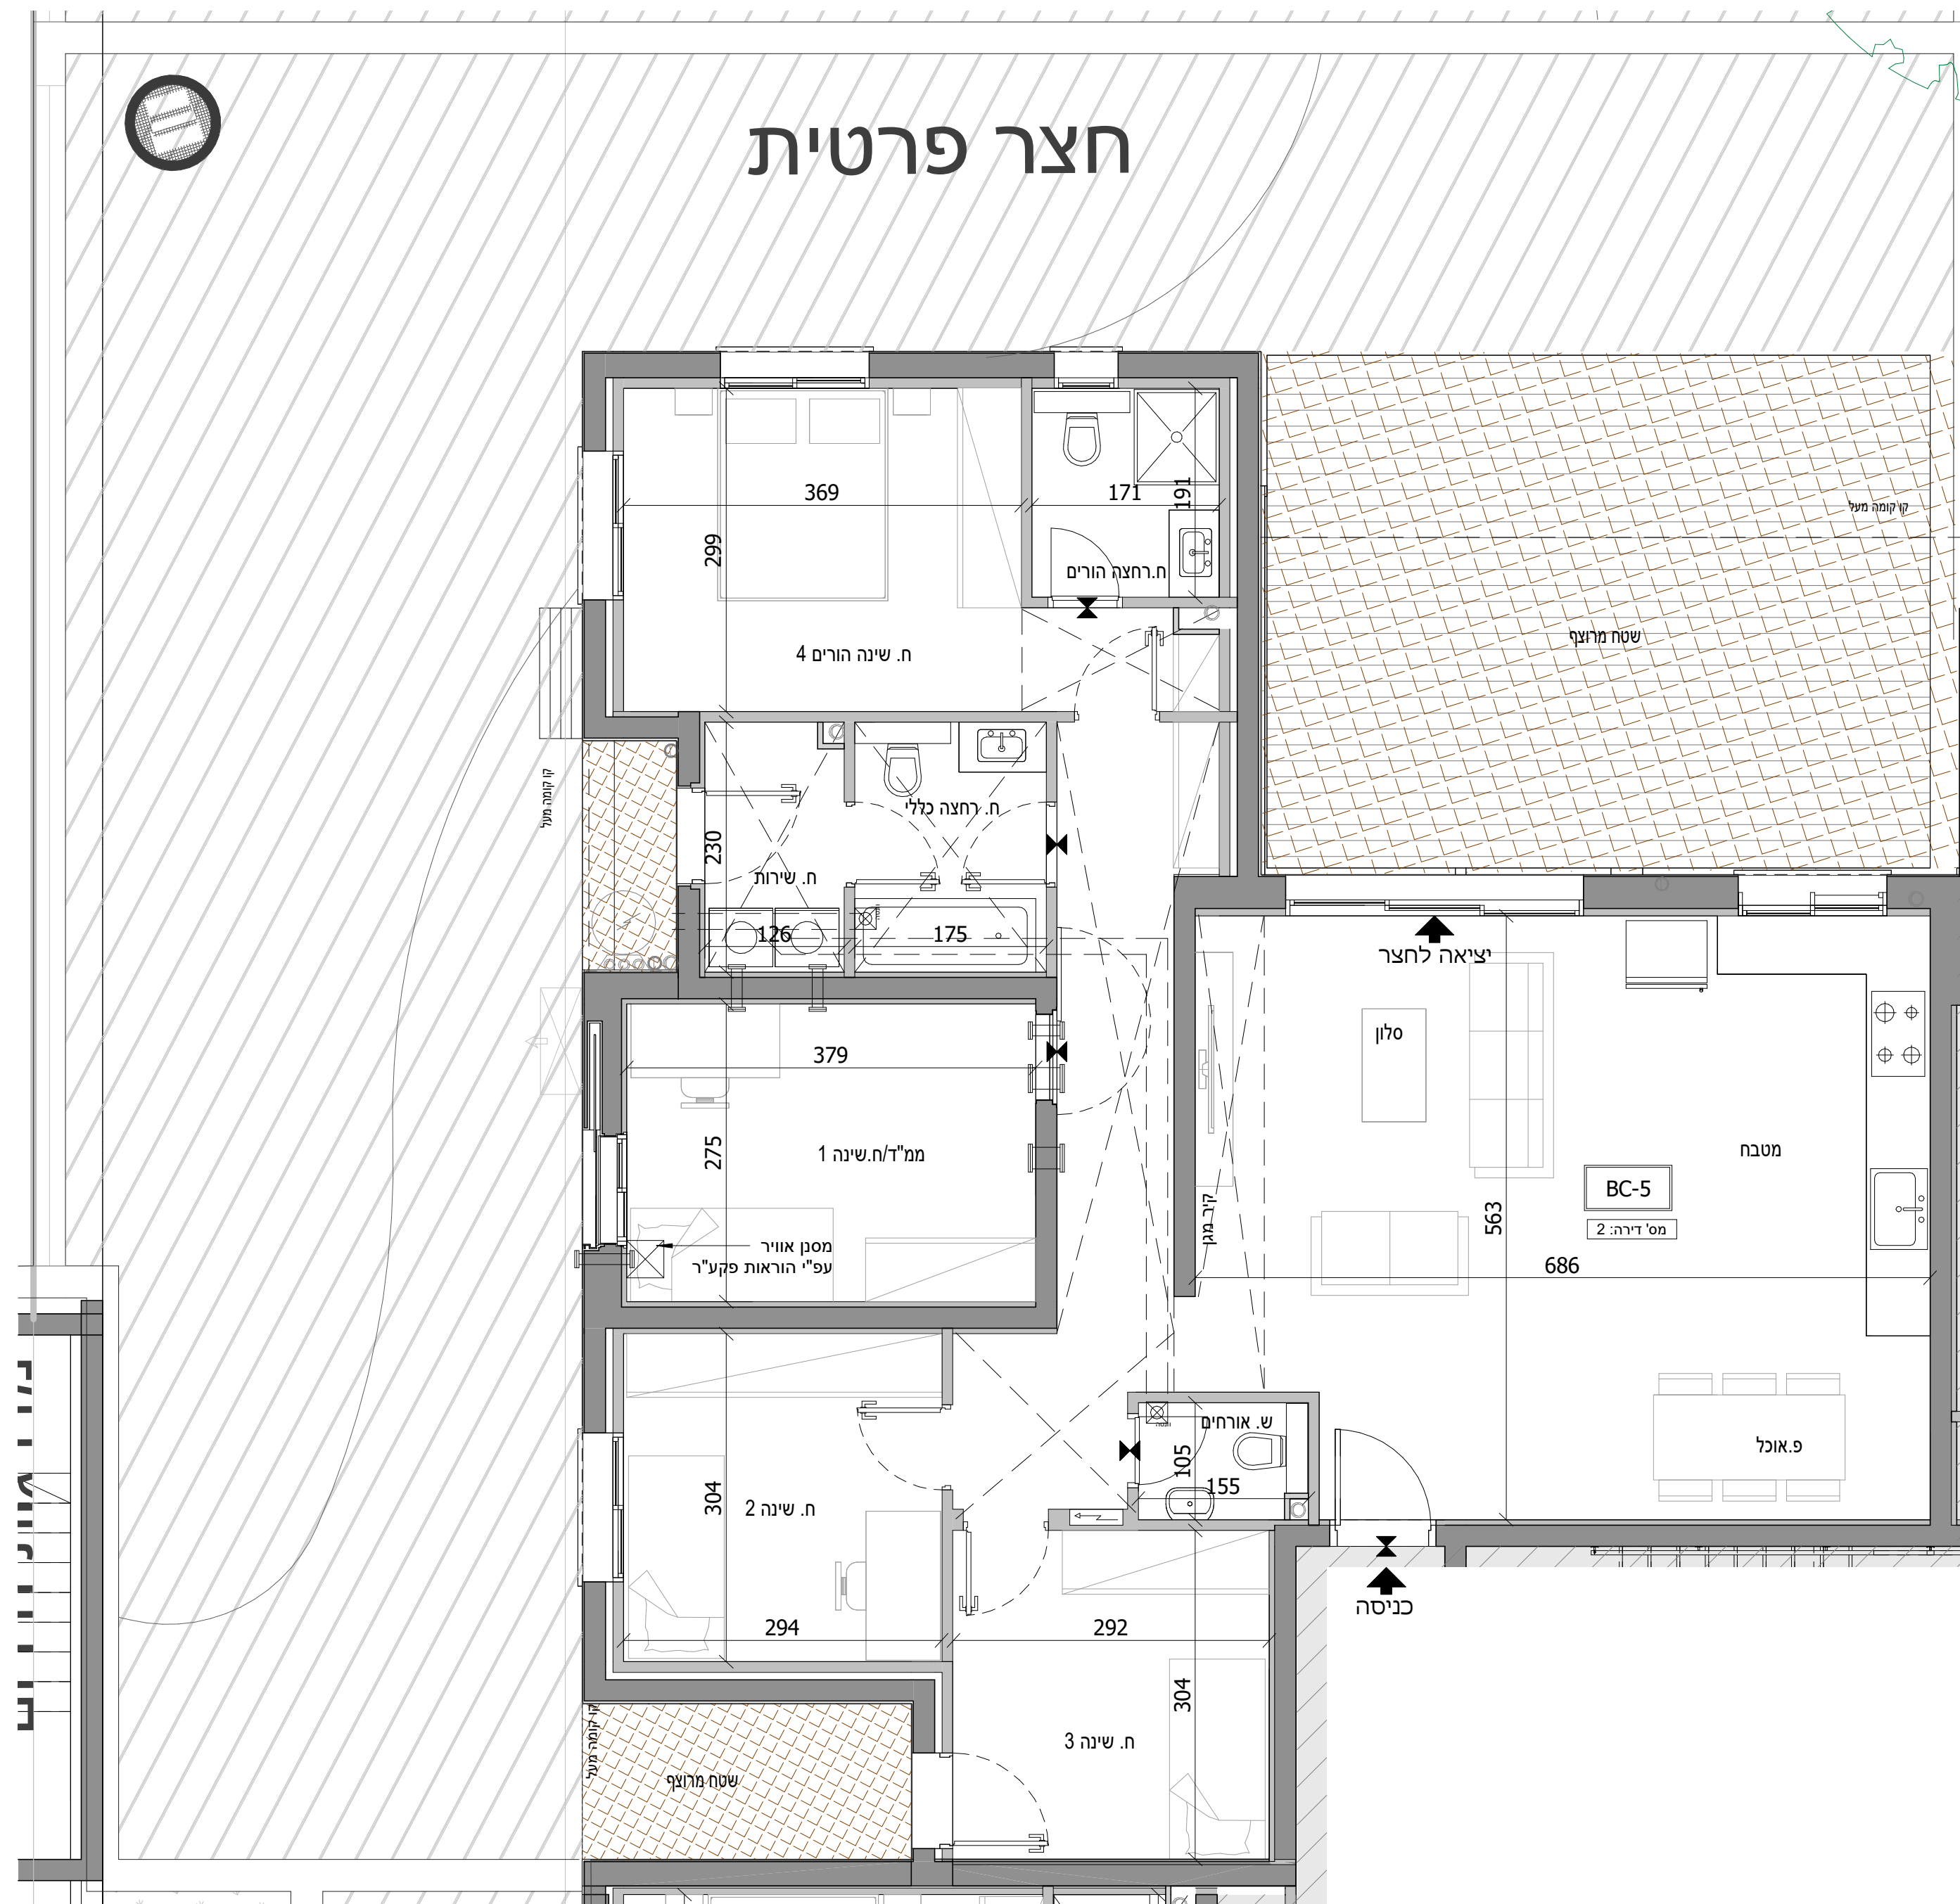 חצר פרטית
369
171
191
299
ח.רחצה הורים
ח. שינה הורים 4
קו קומה מעל
שטח מרוצף
קו קומה מעל
ח. רחצה כללי
230
ח. שירות
126
175
יציאה לחצר
סלון
379
275
ממ"ד/ח.שינה 1
מטבח
BC-5
מס' דירה: 2
קיר מגן
563
686
מסנן אוויר
עפ"י הוראות פקע"ר
ש. אורחים
105
155
פ.אוכל
304
ח. שינה 2
294
292
כניסה
304
ח. שינה 3
קו קומה מעל
שטח מרוצף